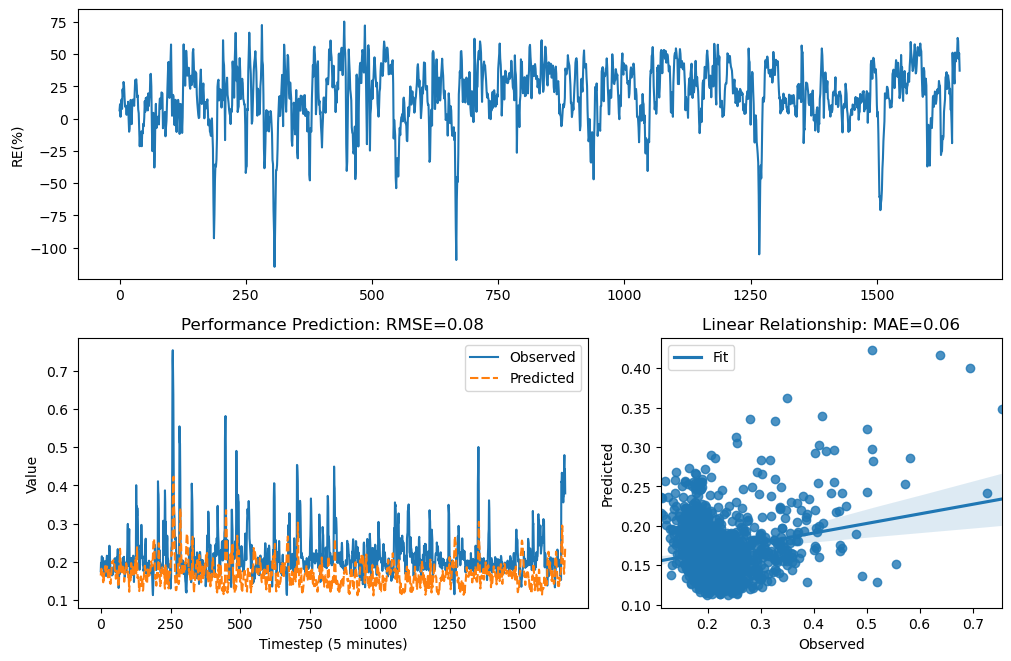 75
50
25
0
−25
−50
−75
−100
RE(%)
0 250 500 750 1000 1250 1500
Performance Prediction: RMSE=0.08
Observed
Predicted
0.7
0.6
0.5
0.4
0.3
0.2
0.1
Value
0 250 500 750 1000 1250 1500
Timestep (5 minutes)
Linear Relationship: MAE=0.06
Fit
0.40
0.35
0.30
0.25
0.20
0.15
0.10
Predicted
0.2 0.3 0.4 0.5 0.6 0.7
Observed